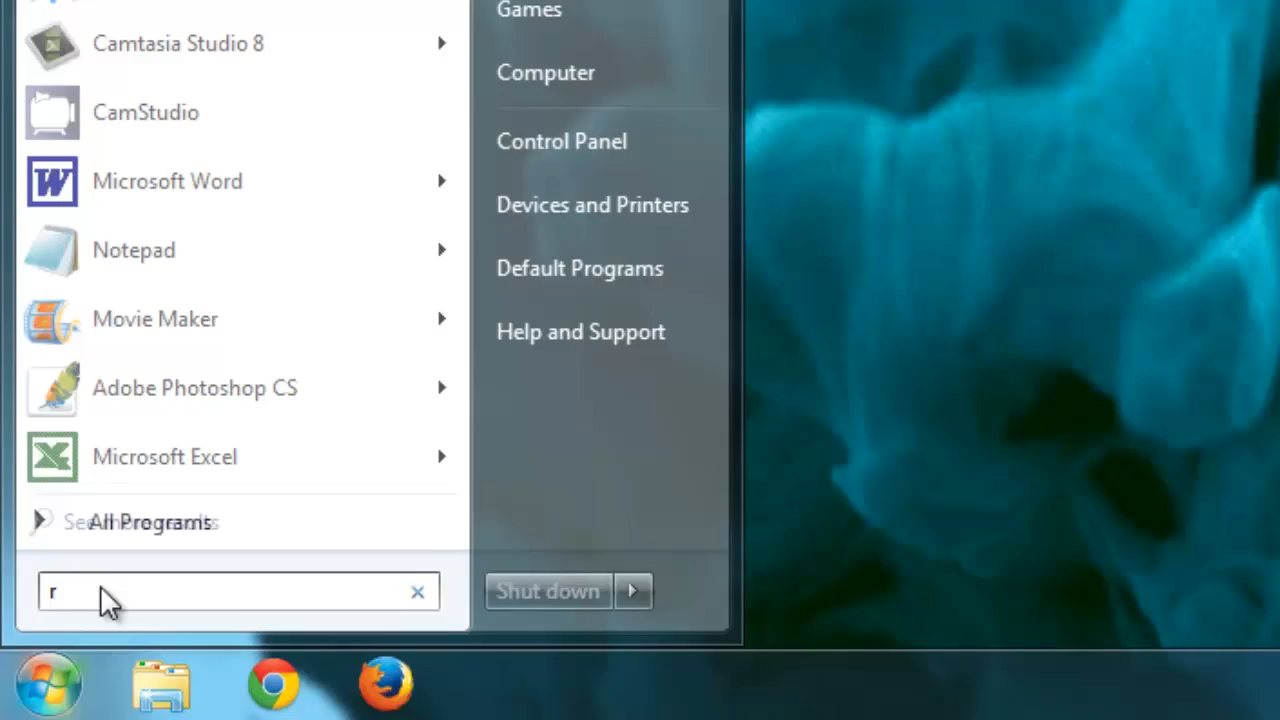 Camtasia Studio 8
CamStudio
Microsoft Word
Notepad
Movie Maker
Adobe Photoshop CS
Microsoft Excel
All Programs
r
Games
Computer
Control Panel
Devices and Printers
Default Programs
Help and Support
Shut down